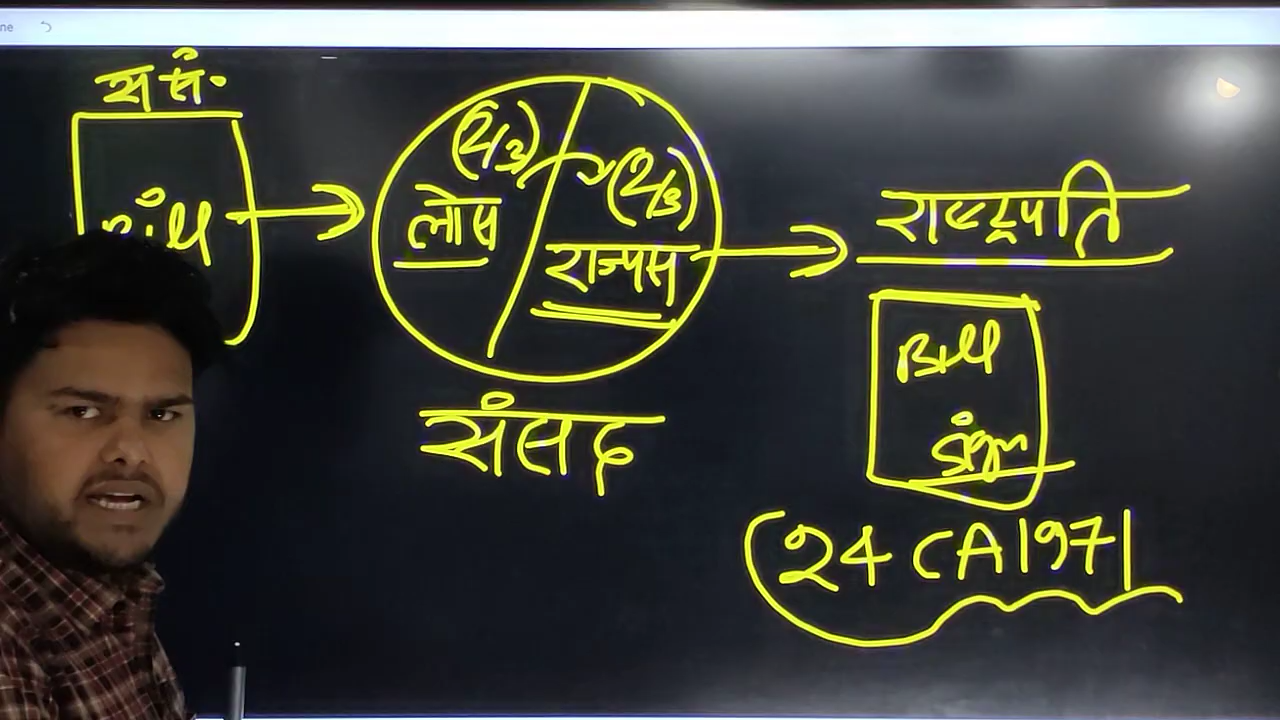 स सं.
Bill
(2/3)
(2/3)
लोस
राज्यस
संसद
राष्ट्रपति
Bill
Sign
24 CA 1971